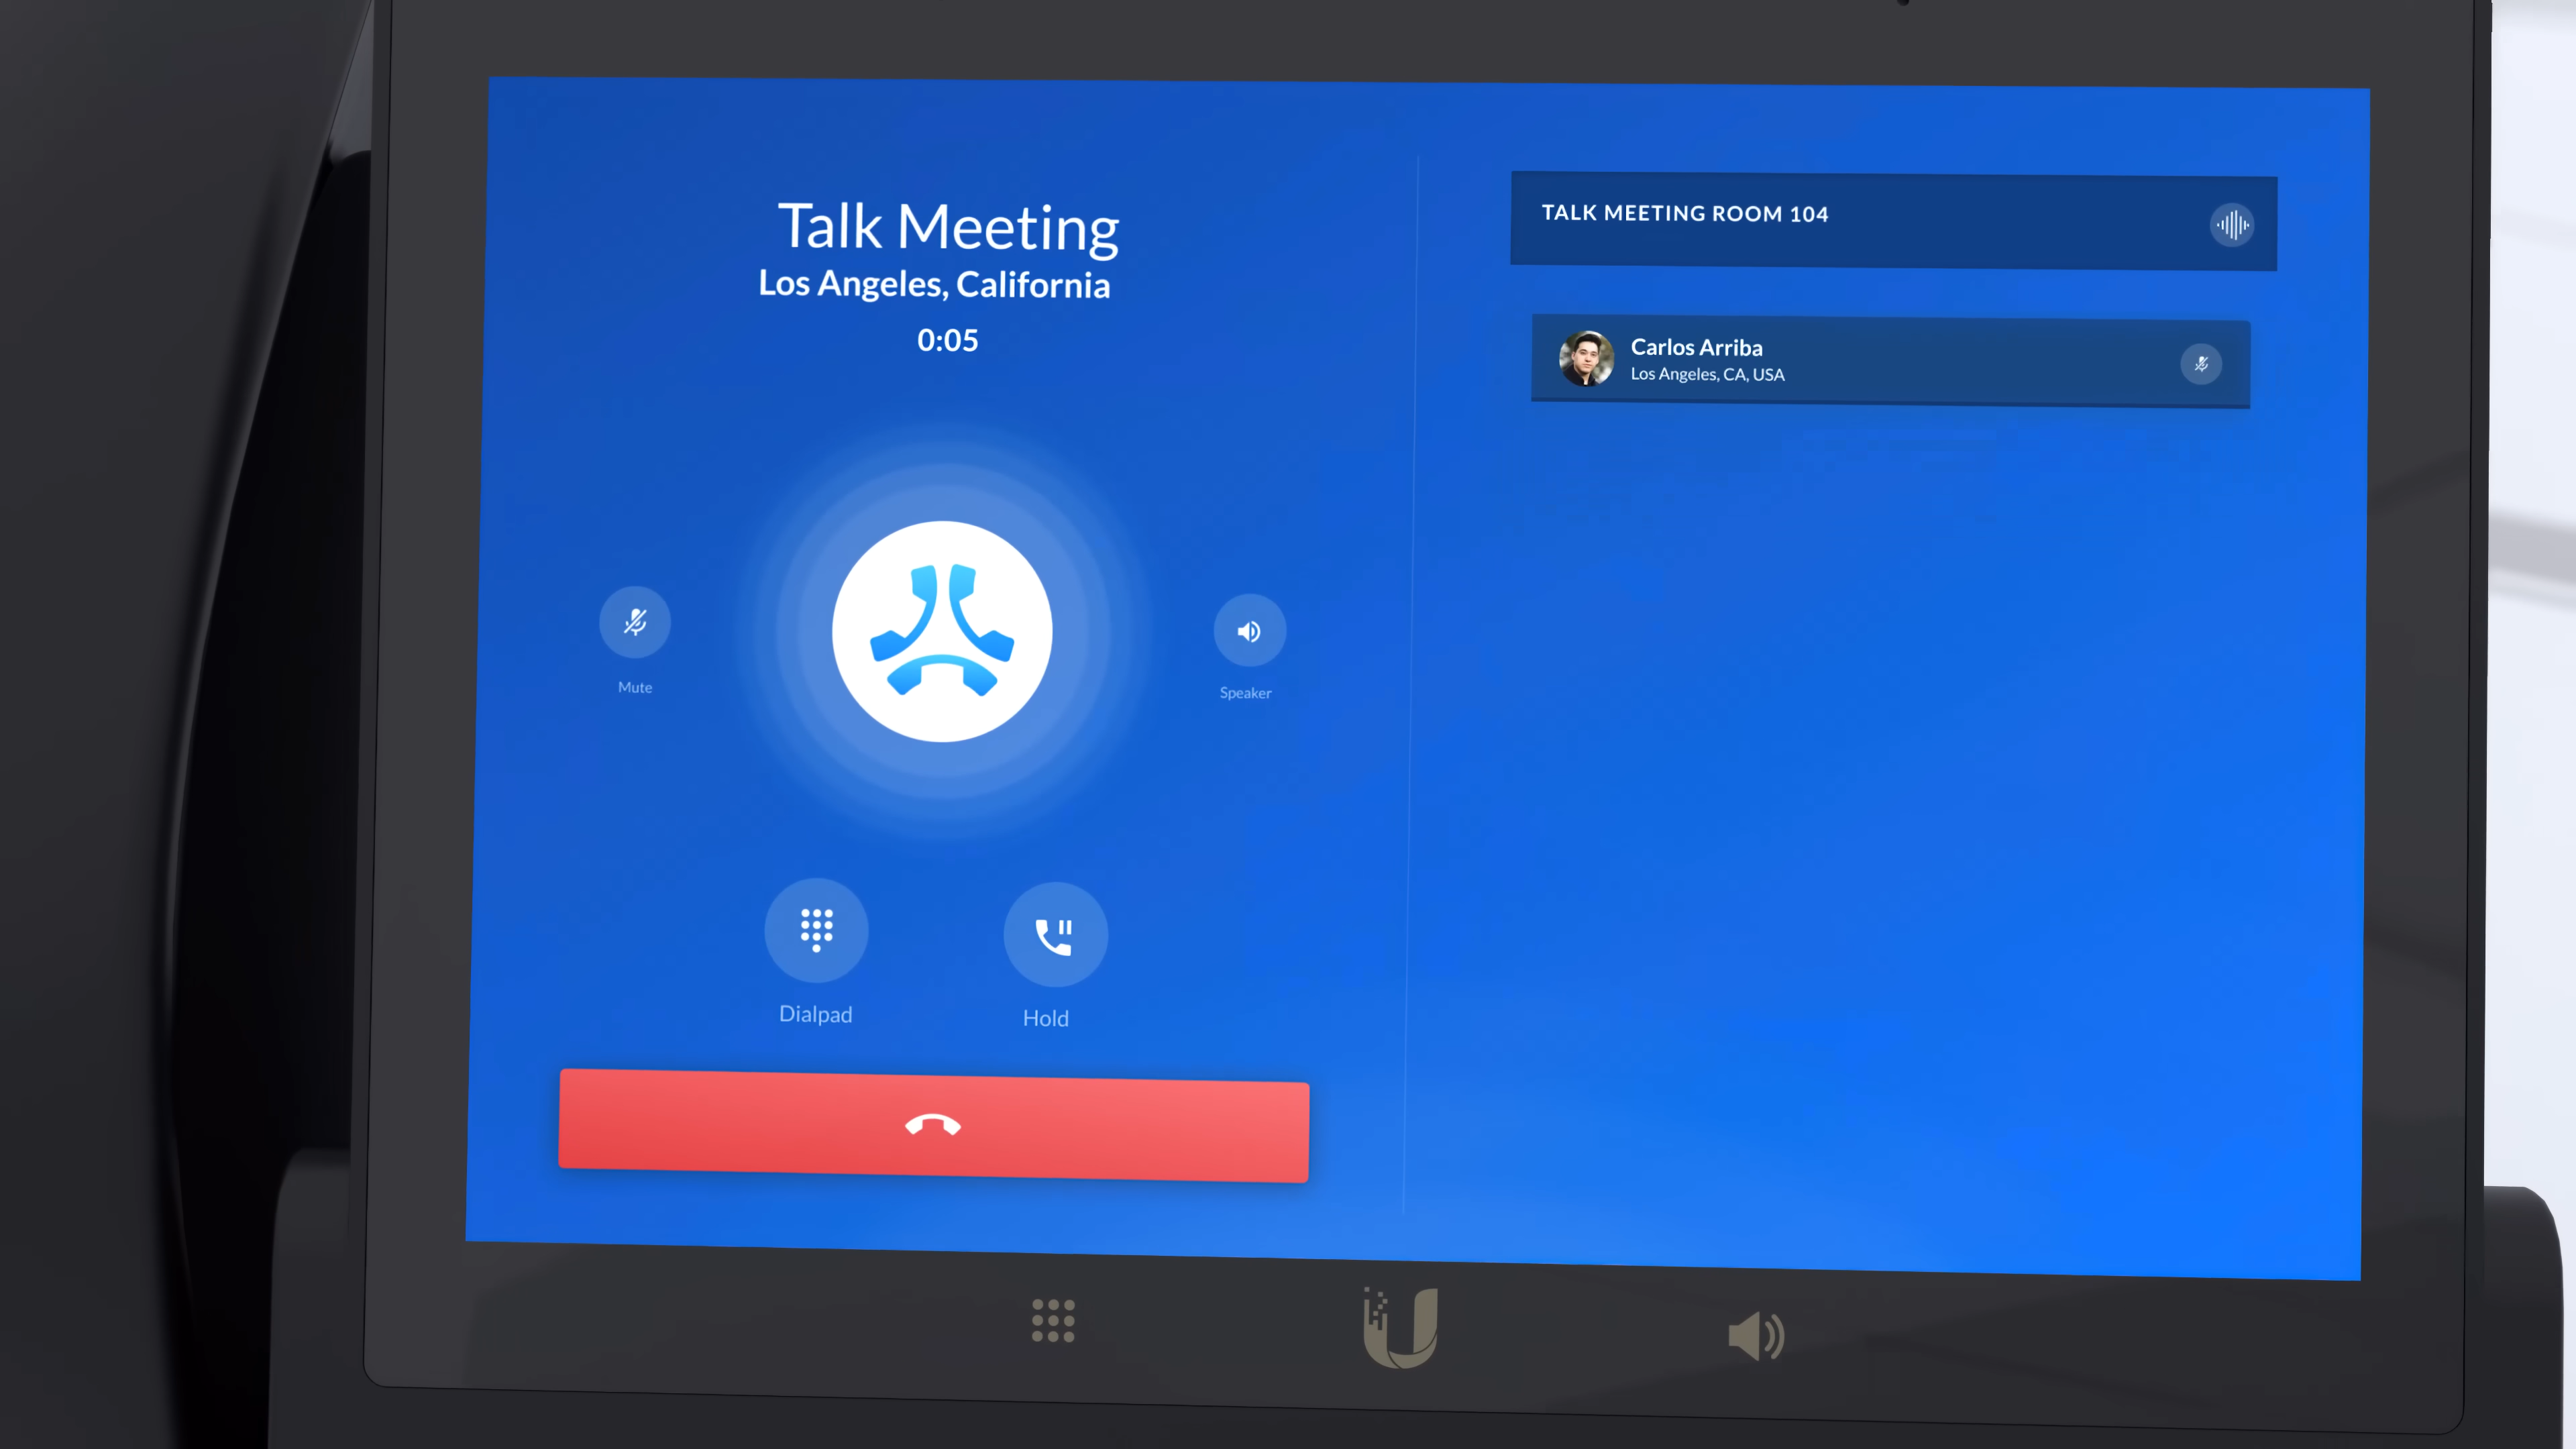 Talk Meeting
Los Angeles, California
0:05
Mute
Speaker
Dialpad
Hold
TALK MEETING ROOM 104
Carlos Arriba
Los Angeles, CA, USA